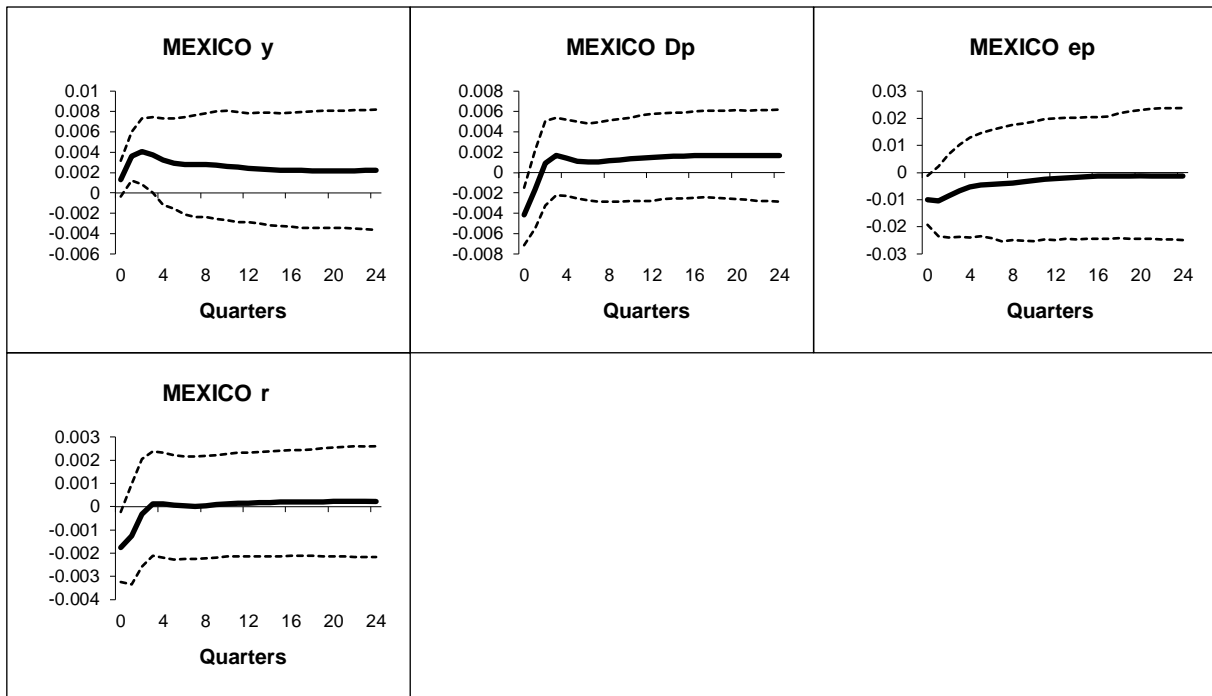 MEXICO y
0.01
0.008
0.006
0.004
0.002
0
-0.002
-0.004
-0.006
0 4 8 12 16 20 24
Quarters
MEXICO Dp
0.008
0.006
0.004
0.002
0
-0.002
-0.004
-0.006
-0.008
0 4 8 12 16 20 24
Quarters
MEXICO ep
0.03
0.02
0.01
0
-0.01
-0.02
-0.03
0 4 8 12 16 20 24
Quarters
MEXICO r
0.003
0.002
0.001
0
-0.001
-0.002
-0.003
-0.004
0 4 8 12 16 20 24
Quarters